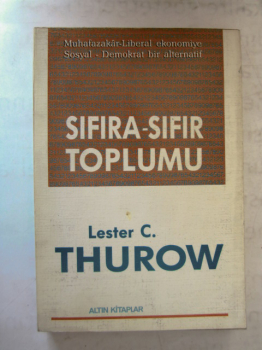 Muhafazakâr-Liberal ekonomiye
Sosyal - Demokrat bir alternatif
SIFIRA-SIFIR
TOPLUMU
Lester C.
THUROW
ALTIN KİTAPLAR